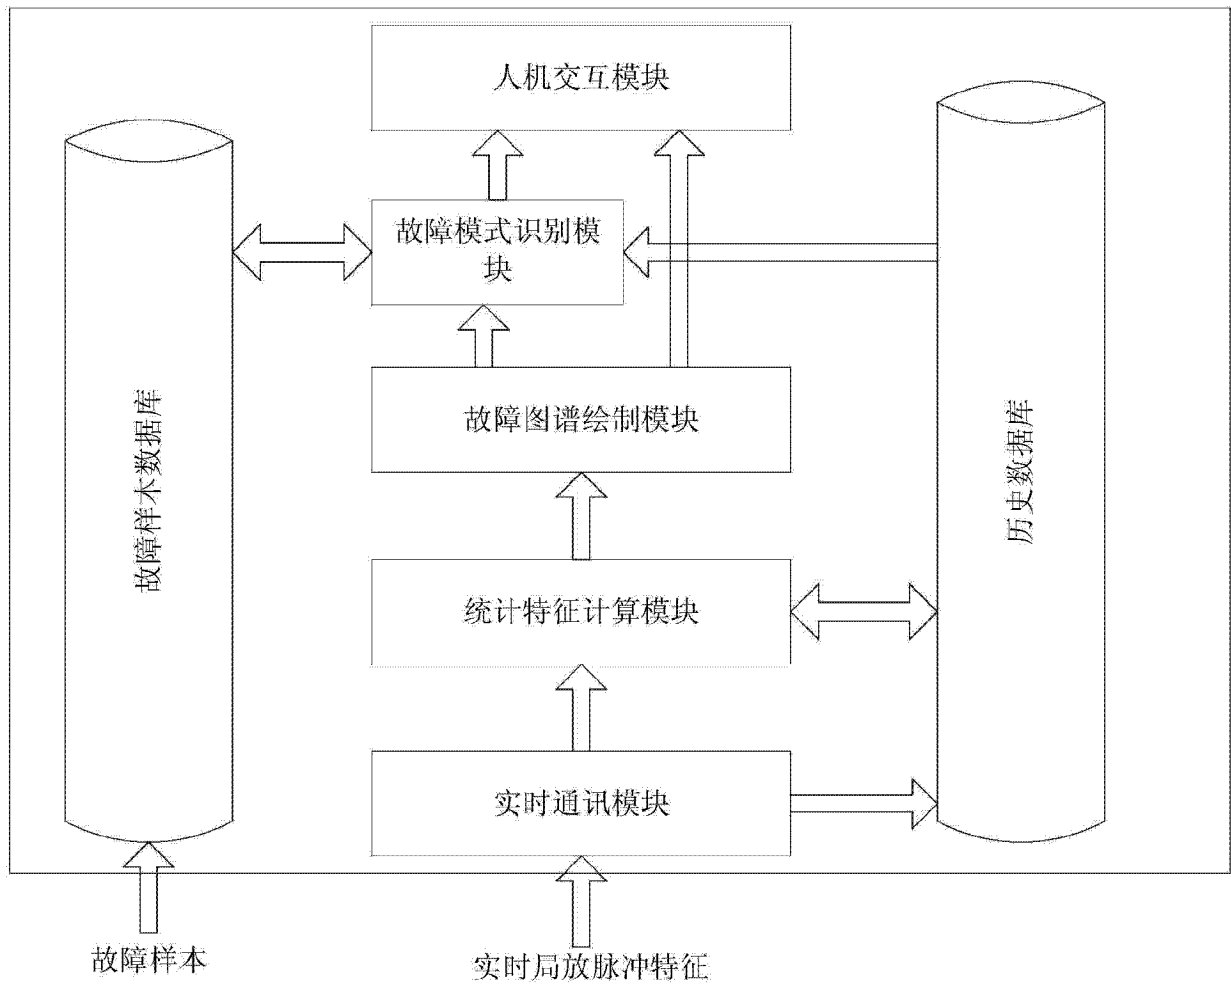 人机交互模块
故障模式识别模
块
故障图谱绘制模块
统计特征计算模块
实时通讯模块
故障样本数据库
历史数据库
故障样本
实时局放脉冲特征